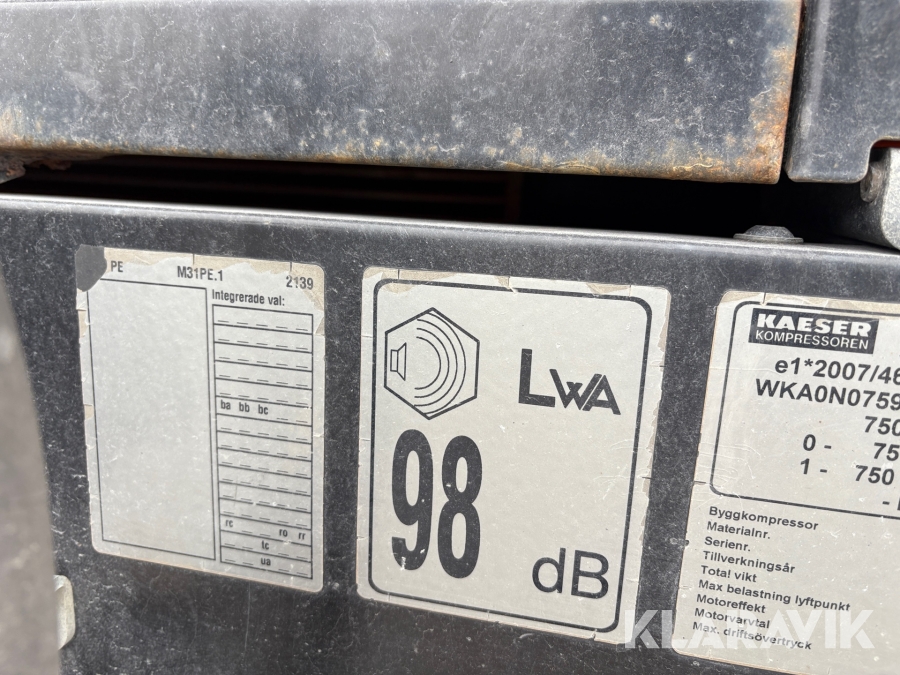 PE M31PE.1 2139
Integrerade val:
ba bb bc
rc ro rr
tc
ua
LWA
98
dB
KAESER
KOMPRESSOREN
e1*2007/46
WKA0N0759
750
0 - 75
1 - 750
Byggkompressor
Materialnr.
Serienr.
Tillverkningsår
Total vikt
Max belastning lyftpunkt
Motoreffekt
Motorvarvtal
Max. driftsövertryck
KLARAVIK